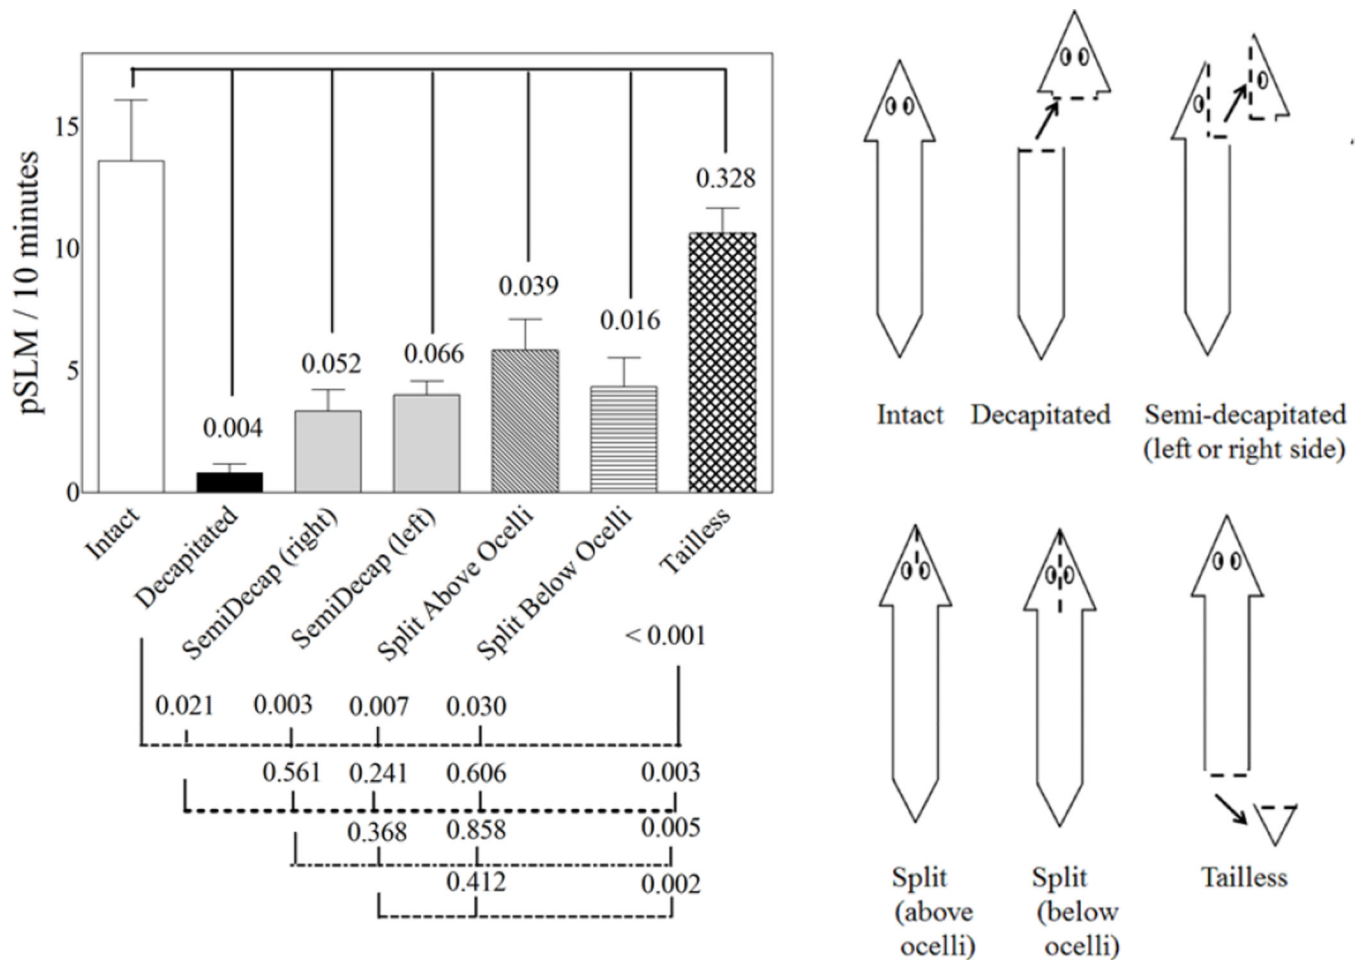 pSLM / 10 minutes
15
10
5
0
0.004
0.052
0.066
0.039
0.016
0.328
Intact
Decapitated
SemiDecap (right)
SemiDecap (left)
Split Above Ocelli
Split Below Ocelli
Tailless
< 0.001
0.021 0.003 0.007 0.030
0.561 0.241 0.606 0.003
0.368 0.858 0.005
0.412 0.002
Intact
Decapitated
Semi-decapitated
(left or right side)
Split
(above
ocelli)
Split
(below
ocelli)
Tailless